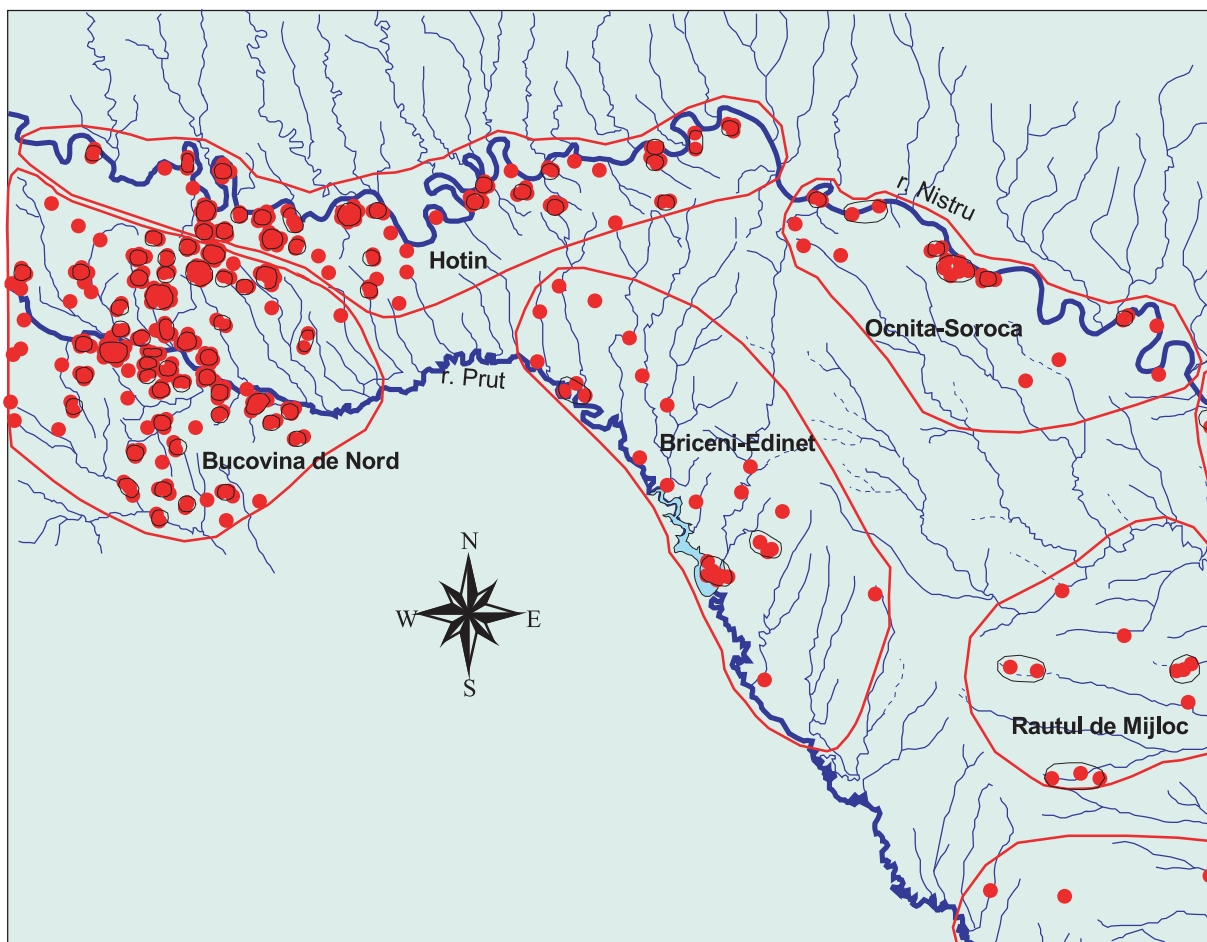 r. Nistru
Hotin
Ocnita-Soroca
r. Prut
Briceni-Edinet
Bucovina de Nord
N
W
E
S
Rautul de Mijloc